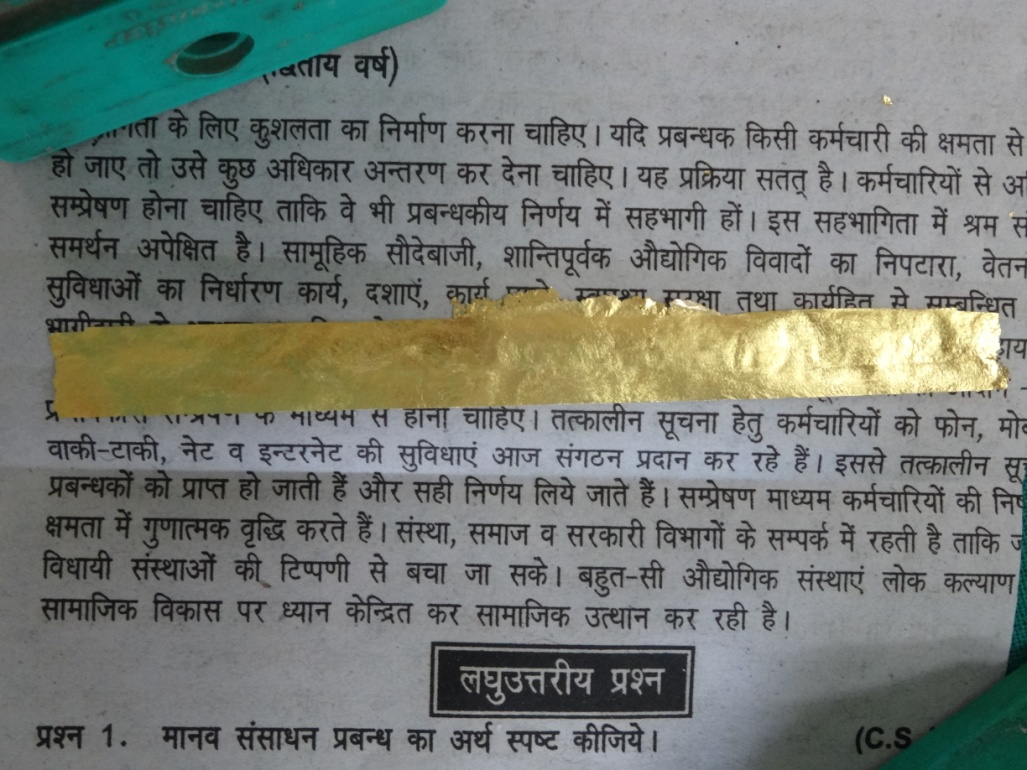 वर्ष)
के लिए कुशलता का निर्माण करना चाहिए। यदि प्रबन्धक किसी कर्मचारी की क्षमता से
हो जाए तो उसे कुछ अधिकार अन्तरण कर देना चाहिए। यह प्रक्रिया सतत् है। कर्मचारियों से
सम्प्रेषण होना चाहिए ताकि वे भी प्रबन्धकीय निर्णय में सहभागी हों। इस सहभागिता में श्रम
समर्थन अपेक्षित है। सामूहिक सौदेबाजी, शान्तिपूर्वक औद्योगिक विवादों का निपटारा, वेतन
सुविधाओं का निर्धारण कार्य, दशाएं, कार्य सुरक्षा तथा कार्यहित से सम्बन्धित
के माध्यम से होना चाहिए। तत्कालीन सूचना हेतु कर्मचारियों को फोन,
वाकी-टाकी, नेट व इन्टरनेट की सुविधाएं आज संगठन प्रदान कर रहे हैं। इससे तत्कालीन
प्रबन्धकों को प्राप्त हो जाती हैं और सही निर्णय लिये जाते हैं। सम्प्रेषण माध्यम कर्मचारियों की
क्षमता में गुणात्मक वृद्धि करते हैं। संस्था, समाज व सरकारी विभागों के सम्पर्क में रहती है ताकि
विधायी संस्थाओं की टिप्पणी से बचा जा सके। बहुत-सी औद्योगिक संस्थाएं लोक कल्याण
सामाजिक विकास पर ध्यान केन्द्रित कर सामाजिक उत्थान कर रही है।
लघुउत्तरीय प्रश्न
प्रश्न 1. मानव संसाधन प्रबन्ध का अर्थ स्पष्ट कीजिये। (C.S.